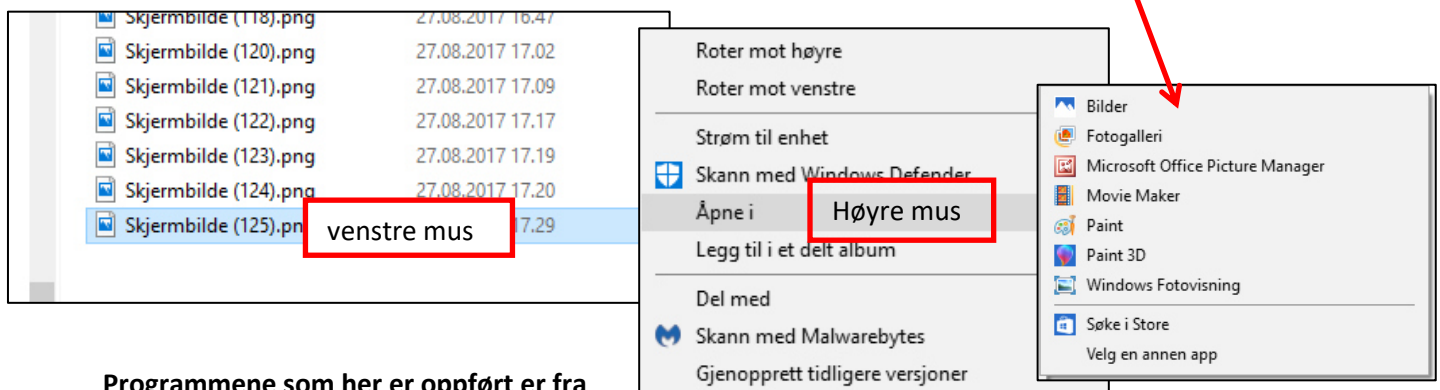 Skjermbilde (118).png 27.08.2017 16.47
Skjermbilde (120).png 27.08.2017 17.02
Skjermbilde (121).png 27.08.2017 17.09
Skjermbilde (122).png 27.08.2017 17.17
Skjermbilde (123).png 27.08.2017 17.19
Skjermbilde (124).png 27.08.2017 17.20
Skjermbilde (125).pn 17.29
venstre mus
Roter mot høyre
Roter mot venstre
Strøm til enhet
Skann med Windows Defender
Åpne i
Høyre mus
Legg til i et delt album
Del med
Skann med Malwarebytes
Gjenopprett tidligere versjoner
Bilder
Fotogalleri
Microsoft Office Picture Manager
Movie Maker
Paint
Paint 3D
Windows Fotovisning
Søke i Store
Velg en annen app
Programmene som her er oppført er fra